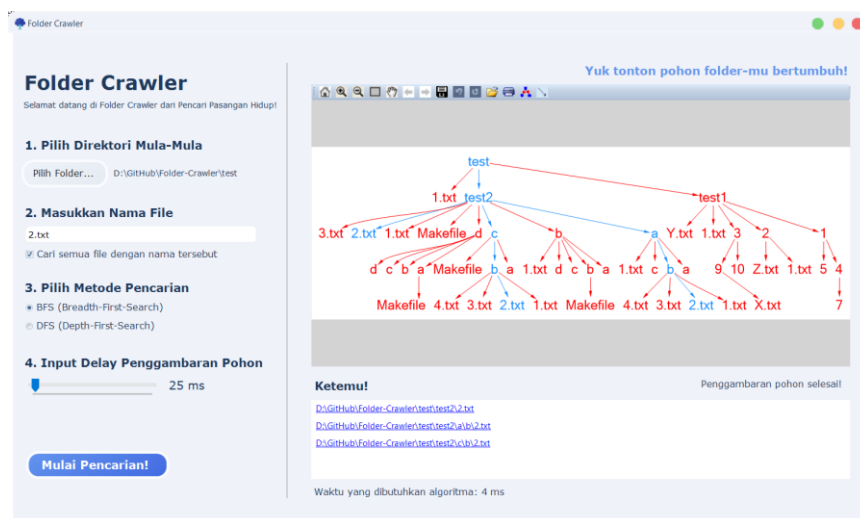 Folder Crawler
Folder Crawler
Selamat datang di Folder Crawler dari Pencari Pasangan Hidup!
1. Pilih Direktori Mula-Mula
Pilih Folder... D:\GitHub\Folder-Crawler\test
2. Masukkan Nama File
2.txt
Cari semua file dengan nama tersebut
3. Pilih Metode Pencarian
BFS (Breadth-First-Search)
DFS (Depth-First-Search)
4. Input Delay Penggambaran Pohon
25 ms
Mulai Pencarian!
Yuk tonton pohon folder-mu bertumbuh!
test
1.txt test2 test1
3.txt 2.txt 1.txt Makefile d c b a Y.txt 1.txt 3 2 1
d c b a Makefile b a 1.txt d c b a 1.txt c b a 9 10 Z.txt 1.txt 5 4
Makefile 4.txt 3.txt 2.txt 1.txt Makefile 4.txt 3.txt 2.txt 1.txt X.txt 7
Ketemu! Penggambaran pohon selesai!
D:\GitHub\Folder-Crawler\test\test2\2.txt
D:\GitHub\Folder-Crawler\test\test2\a\b\2.txt
D:\GitHub\Folder-Crawler\test\test2\c\b\2.txt
Waktu yang dibutuhkan algoritma: 4 ms